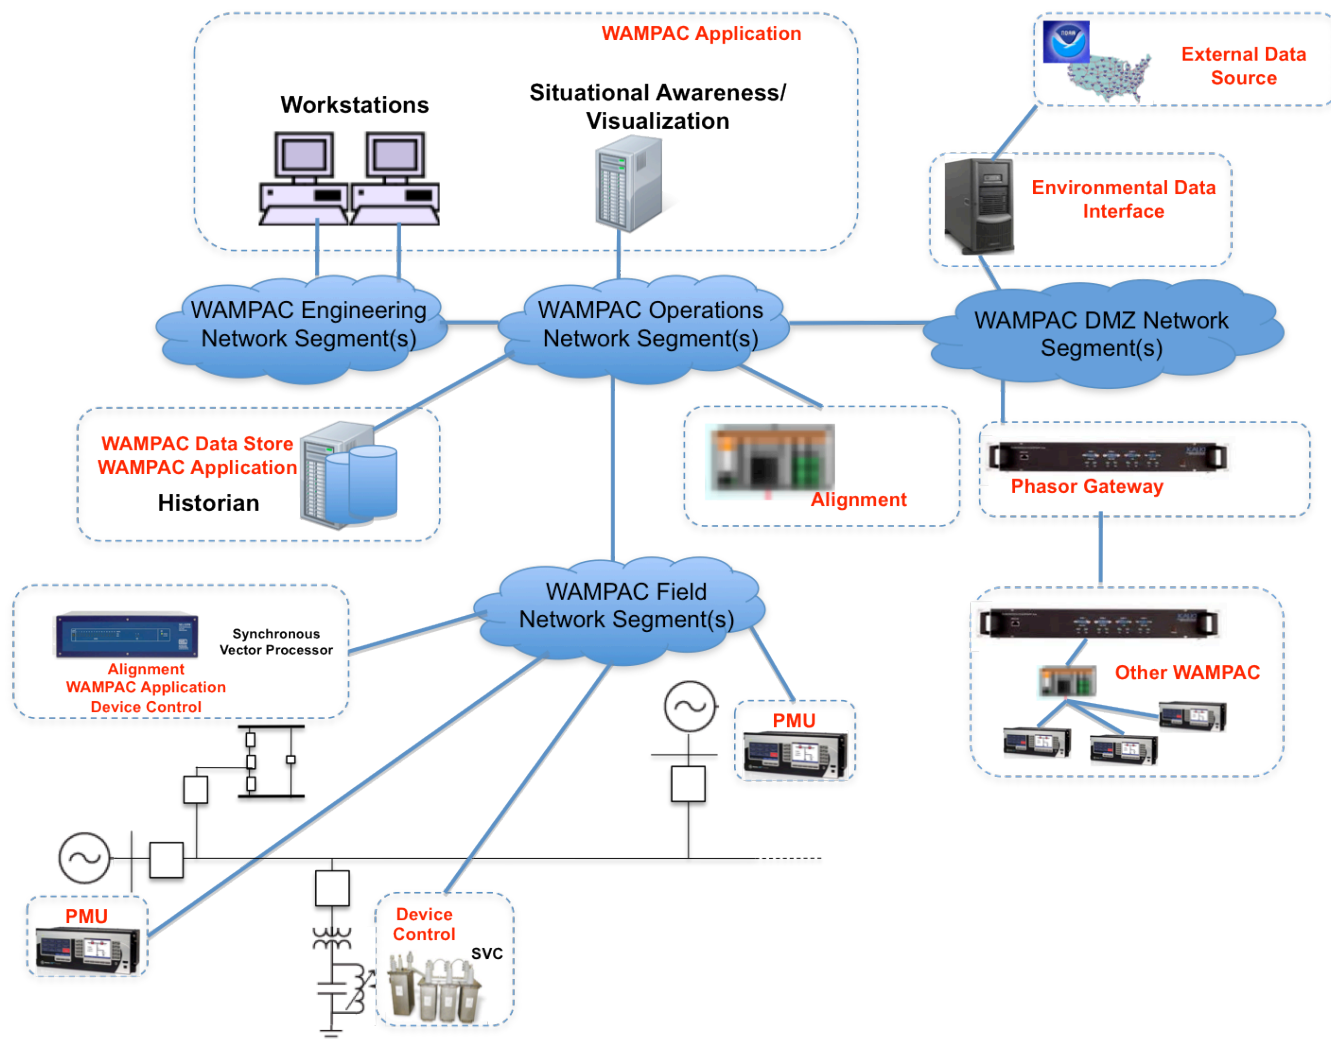 WAMPAC Application
Workstations
Situational Awareness/
Visualization
External Data
Source
Environmental Data
Interface
WAMPAC Engineering
Network Segment(s)
WAMPAC Operations
Network Segment(s)
WAMPAC DMZ Network
Segment(s)
WAMPAC Data Store
WAMPAC Application
Historian
Alignment
Phasor Gateway
WAMPAC Field
Network Segment(s)
Synchronous
Vector Processor
Alignment
WAMPAC Application
Device Control
PMU
Other WAMPAC
PMU
Device
Control
SVC